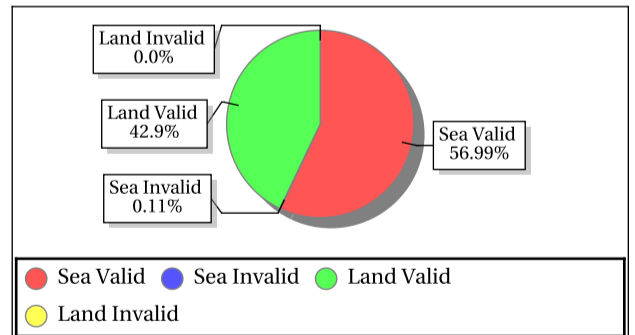 Land Invalid
0.0%
Land Valid
42.9%
Sea Valid
56.99%
Sea Invalid
0.11%
Sea Valid Sea Invalid Land Valid
Land Invalid